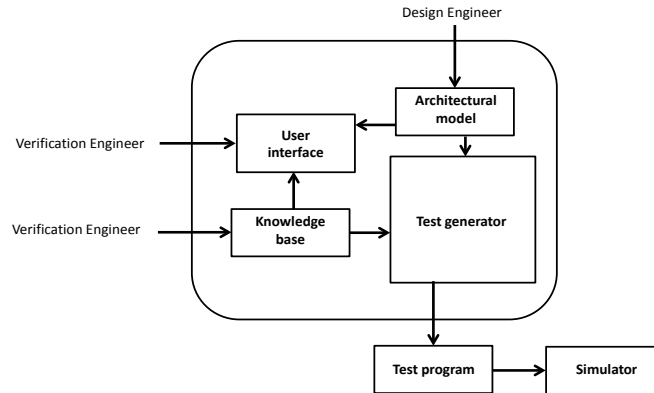 Design Engineer
Architectural
model
User
interface
Verification Engineer
Verification Engineer
Knowledge
base
Test generator
Test program
Simulator